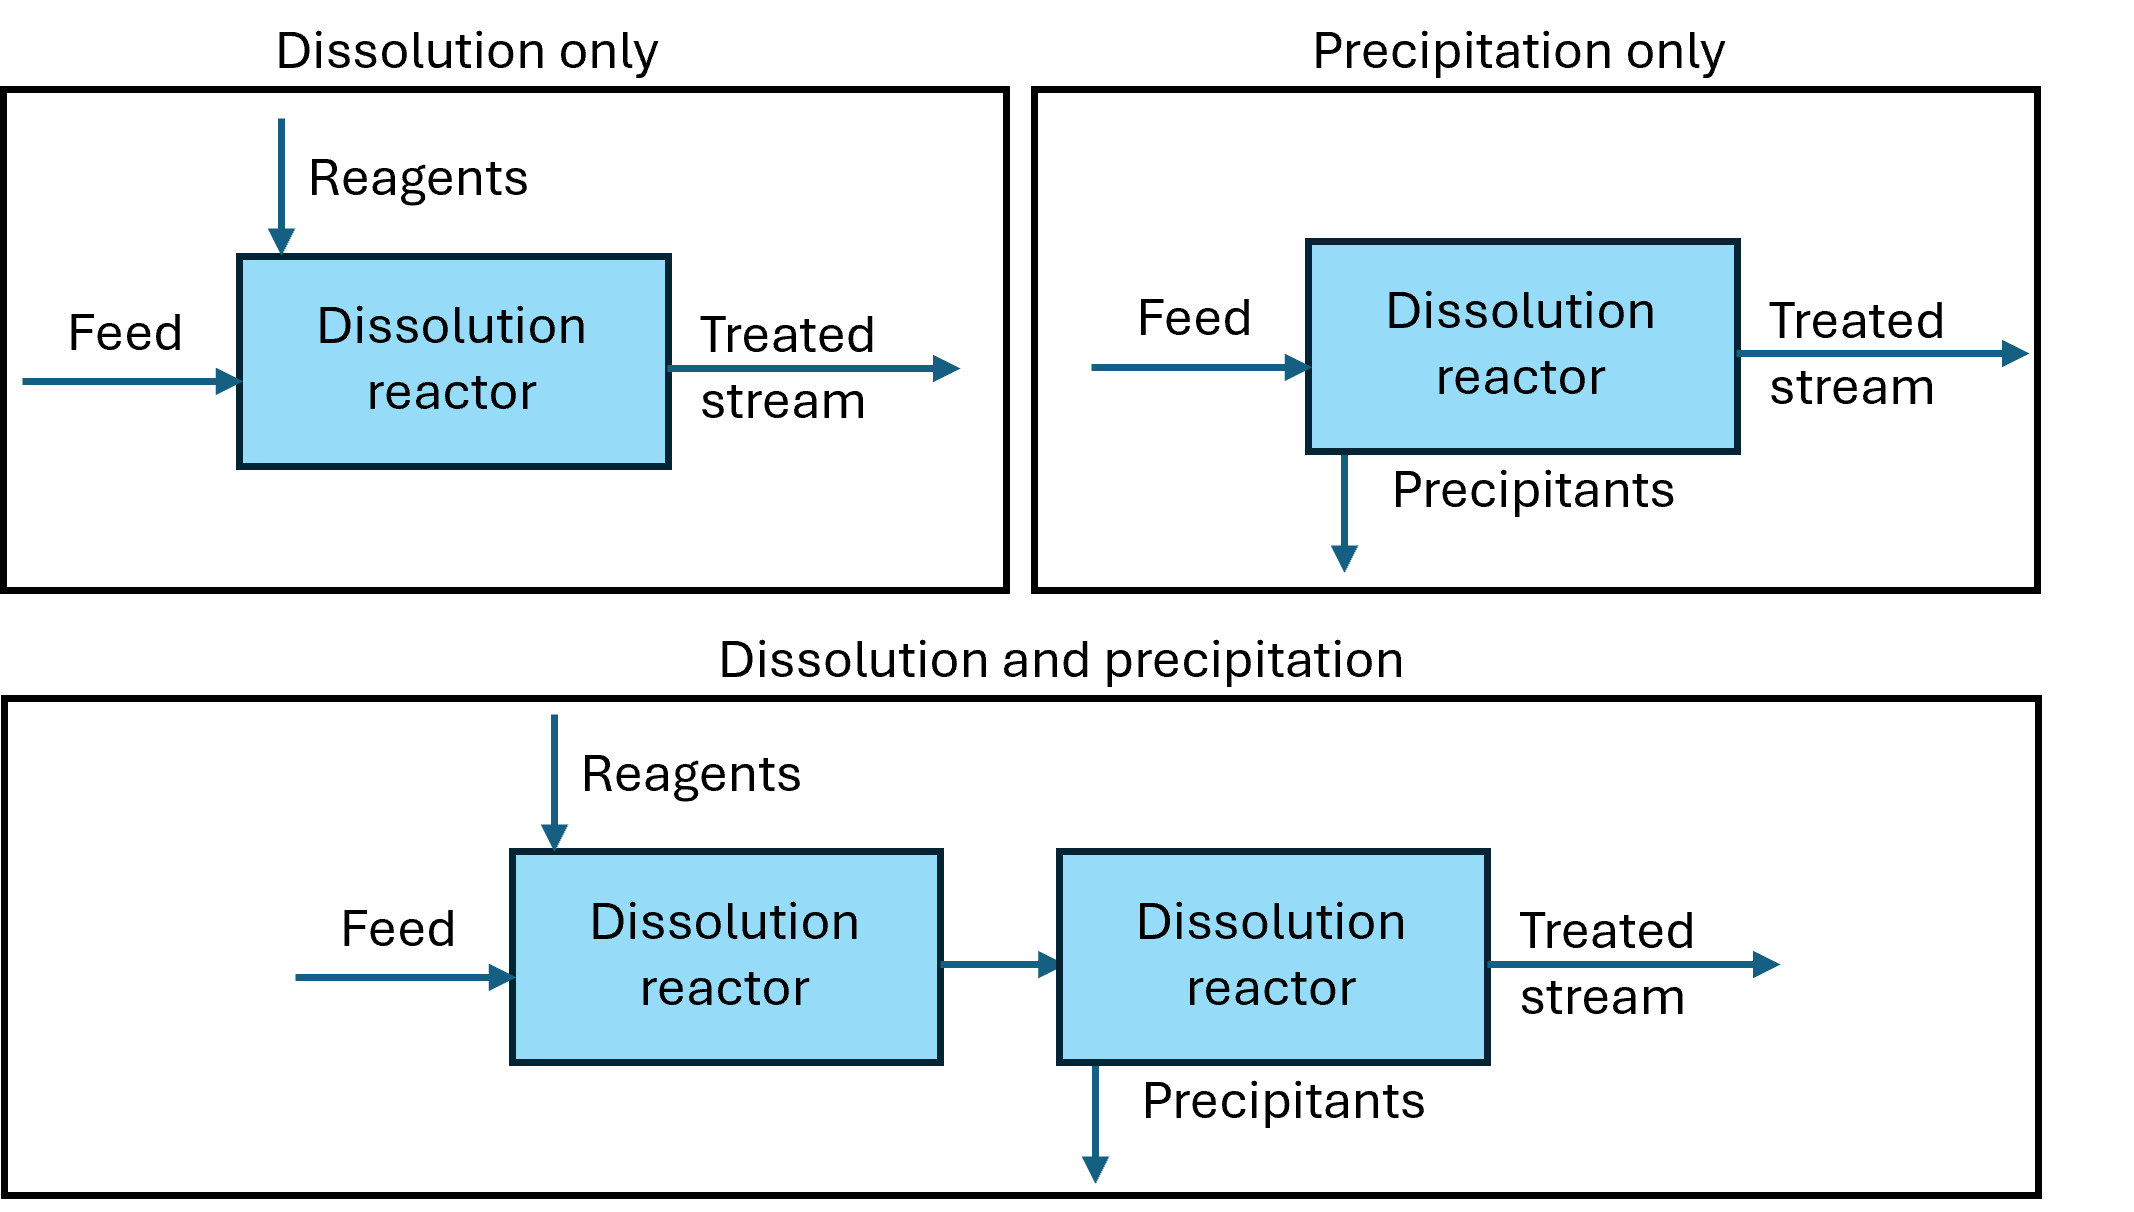 Dissolution only
Reagents
Feed
Dissolution
reactor
Treated
stream
Precipitation only
Feed
Dissolution
reactor
Treated
stream
Precipitants
Dissolution and precipitation
Reagents
Feed
Dissolution
reactor
Dissolution
reactor
Treated
stream
Precipitants